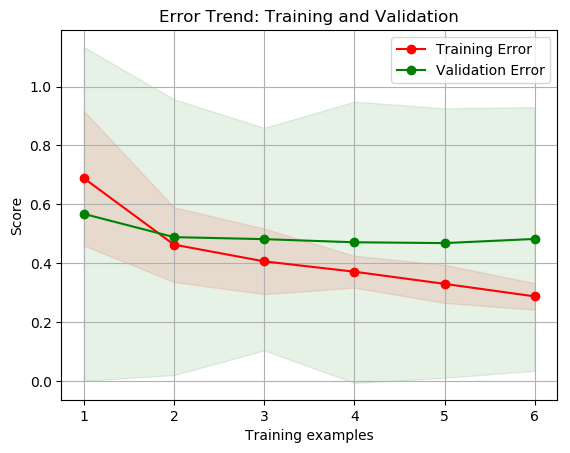 Error Trend: Training and Validation
Training Error
Validation Error
1.0
0.8
0.6
0.4
0.2
0.0
Score
1 2 3 4 5 6
Training examples